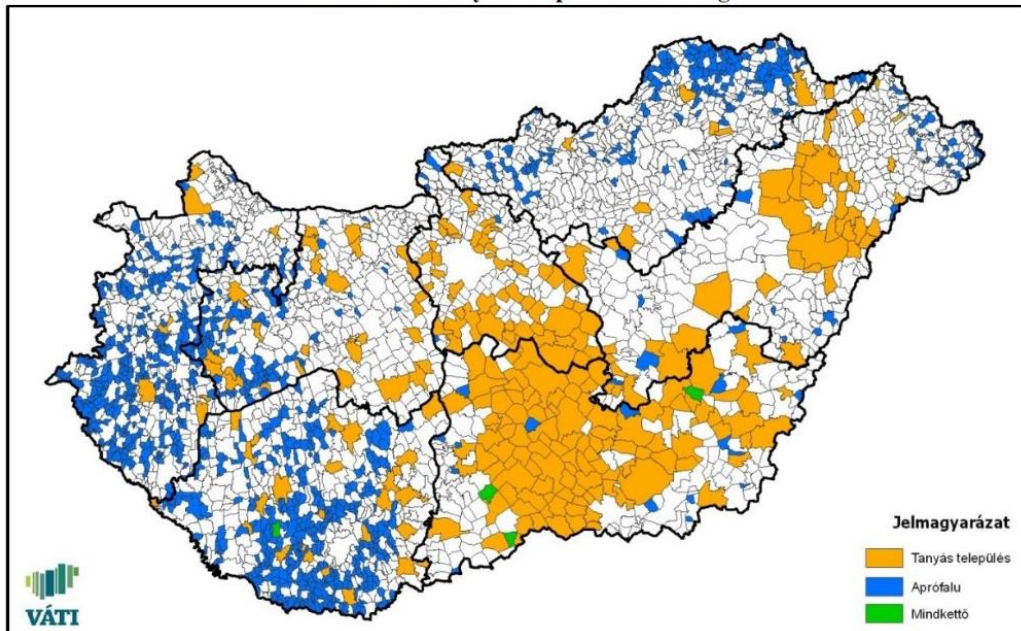 Jelmagyarázat
Tanyás település
Aprófalu
Mindkettő
VÁTI